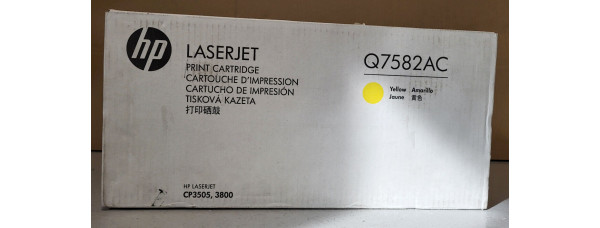 hp
LASERJET
PRINT CARTRIDGE
CARTOUCHE D'IMPRESSION
CARTUCHO DE IMPRESIÓN
TISKOVÁ KAZETA
打印硒鼓
Q7582AC
Yellow Amarillo
Jaune 黄色
HP LASERJET
CP3505, 3800